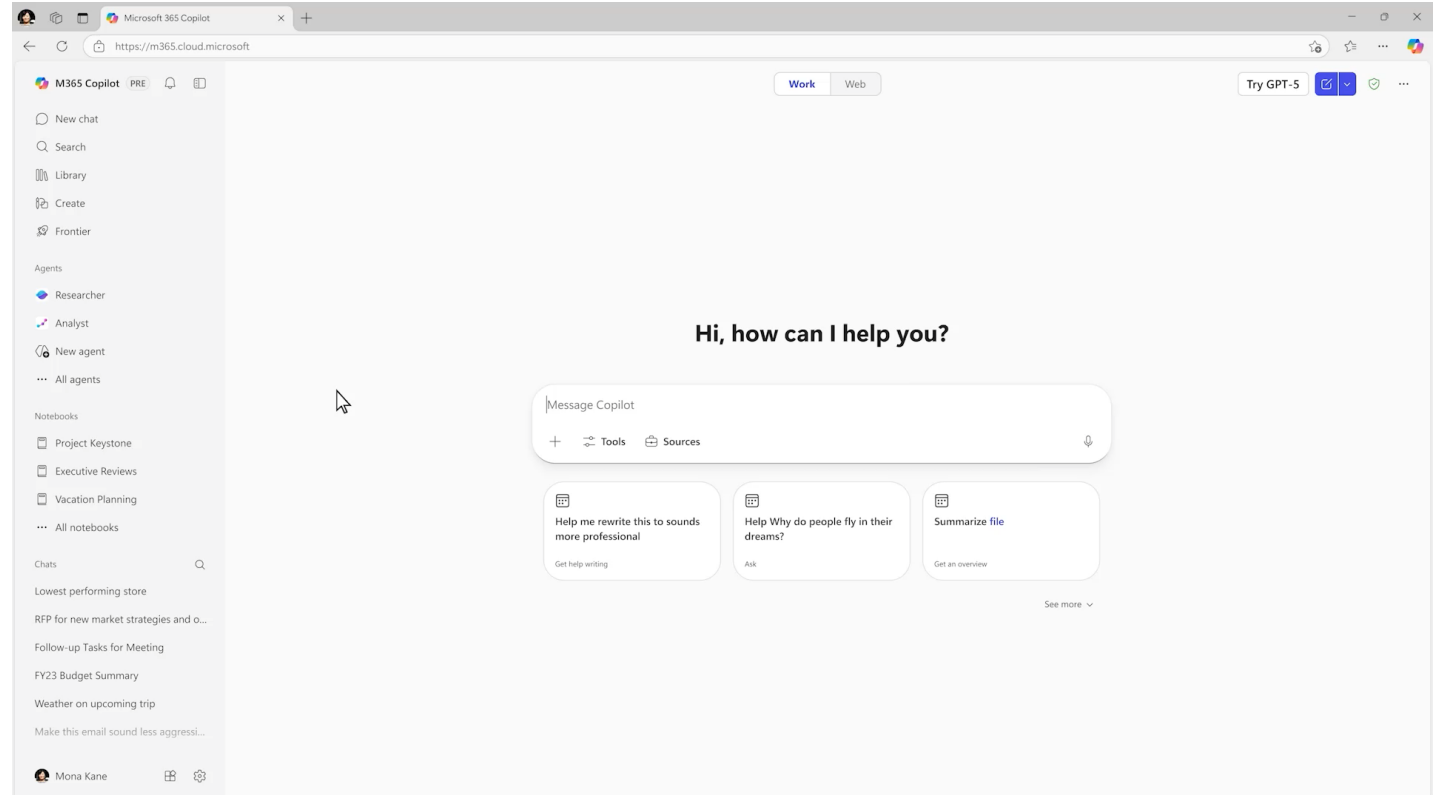 Microsoft 365 Copilot
https://m365.cloud.microsoft
M365 Copilot PRE
Work Web
Try GPT-5
New chat
Search
Library
Create
Frontier
Agents
Researcher
Analyst
New agent
All agents
Notebooks
Project Keystone
Executive Reviews
Vacation Planning
All notebooks
Chats
Lowest performing store
RFP for new market strategies and o...
Follow-up Tasks for Meeting
FY23 Budget Summary
Weather on upcoming trip
Make this email sound less aggressi...
Mona Kane
Hi, how can I help you?
Message Copilot
Tools Sources
Help me rewrite this to sounds
more professional
Get help writing
Help Why do people fly in their
dreams?
Ask
Summarize file
Get an overview
See more